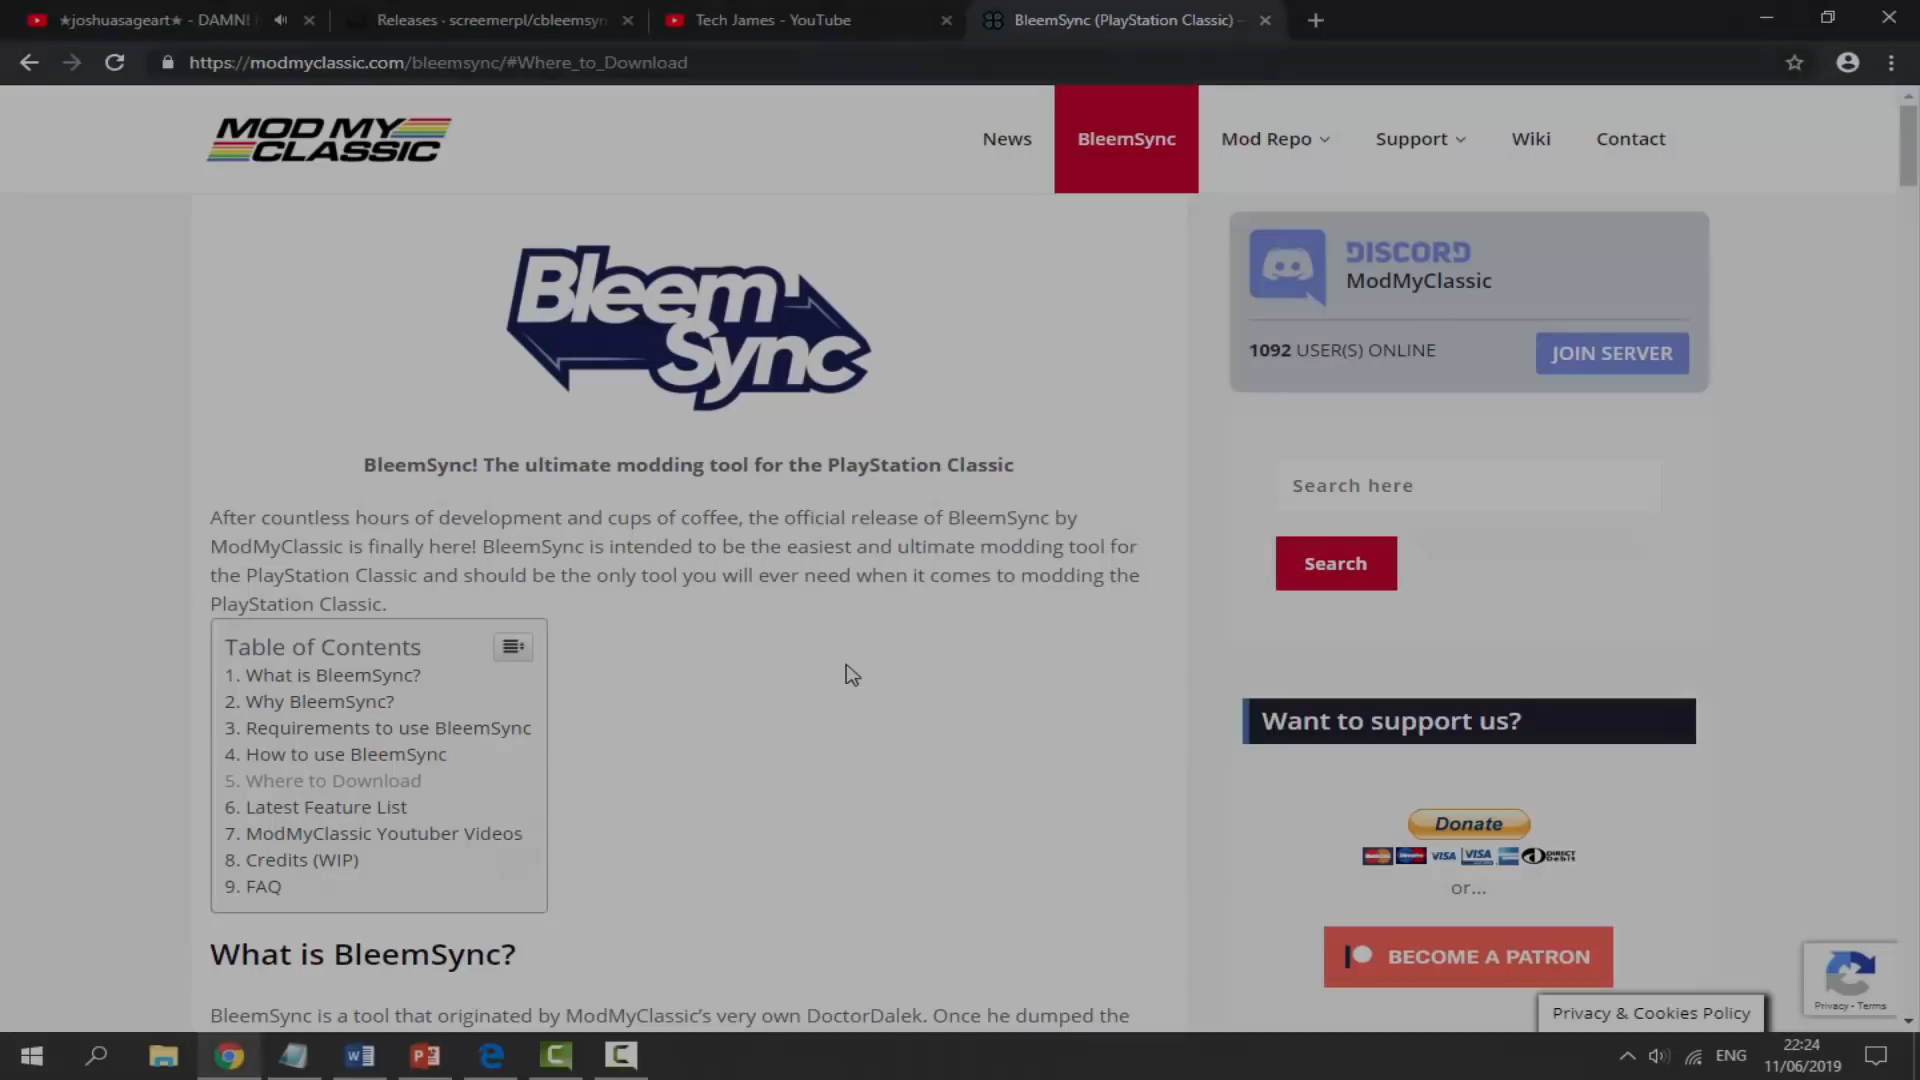 ★joshuasageart★ - DAMN!
Releases · screemerpl/cbleemsyn
Tech James - YouTube
BleemSync (PlayStation Classic) -
https://modmyclassic.com/bleemsync/#Where_to_Download
MOD MY
CLASSIC
News
BleemSync
Mod Repo
Support
Wiki
Contact
Bleem
Sync
DISCORD
ModMyClassic
1092 USER(S) ONLINE
JOIN SERVER
BleemSync! The ultimate modding tool for the PlayStation Classic
Search here
Search
After countless hours of development and cups of coffee, the official release of BleemSync by
ModMyClassic is finally here! BleemSync is intended to be the easiest and ultimate modding tool for
the PlayStation Classic and should be the only tool you will ever need when it comes to modding the
PlayStation Classic.
Table of Contents
1. What is BleemSync?
2. Why BleemSync?
3. Requirements to use BleemSync
4. How to use BleemSync
5. Where to Download
6. Latest Feature List
7. ModMyClassic Youtuber Videos
8. Credits (WIP)
9. FAQ
Want to support us?
Donate
VISA
VISA
DIRECT
Debit
or...
BECOME A PATRON
What is BleemSync?
BleemSync is a tool that originated by ModMyClassic's very own DoctorDalek. Once he dumped the
Privacy - Terms
Privacy & Cookies Policy
ENG
22:24
11/06/2019